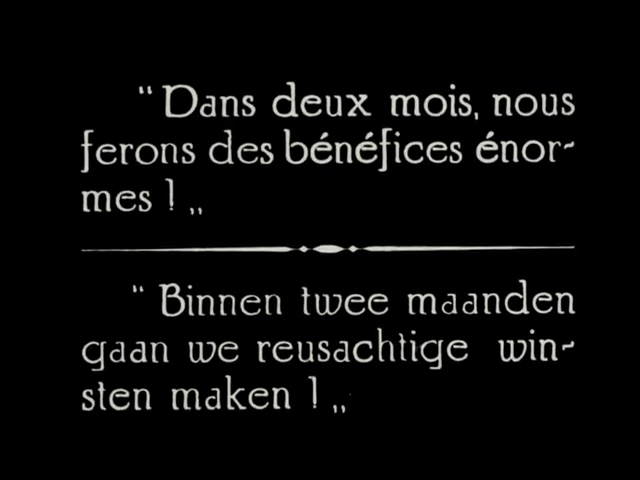 “Dans deux mois, nous
ferons des bénéfices énor-
mes ! „
“Binnen twee maanden
gaan we reusachtige win-
sten maken ! „